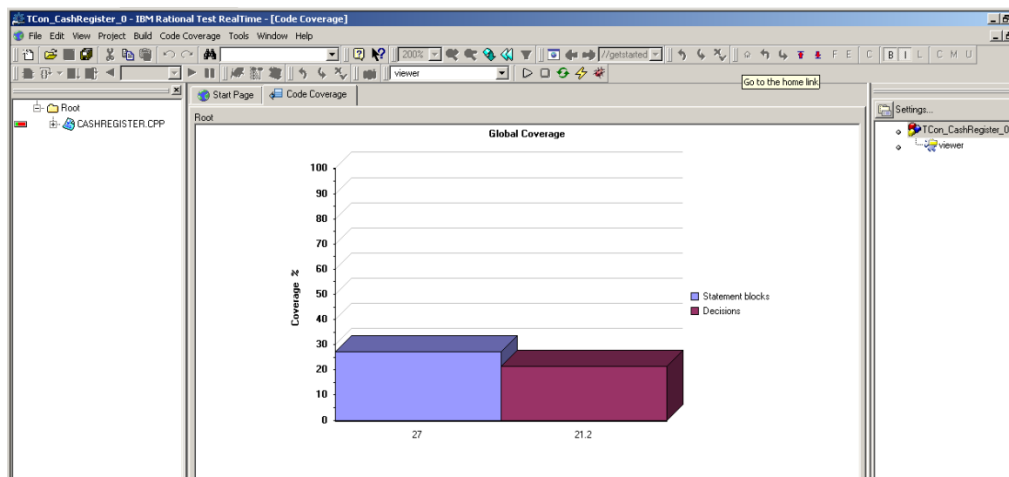 TCon_CashRegister_0 - IBM Rational Test RealTime - [Code Coverage]
File Edit View Project Build Code Coverage Tools Window Help
200% //getstarted F E C B I L C M U
viewer
Go to the home link
Start Page Code Coverage
Root
CASHREGISTER.CPP
Root
Global Coverage
100
90
80
70
60
50
40
30
20
10
0
Coverage %
27 21.2
Statement blocks
Decisions
Settings...
TCon_CashRegister_0
viewer